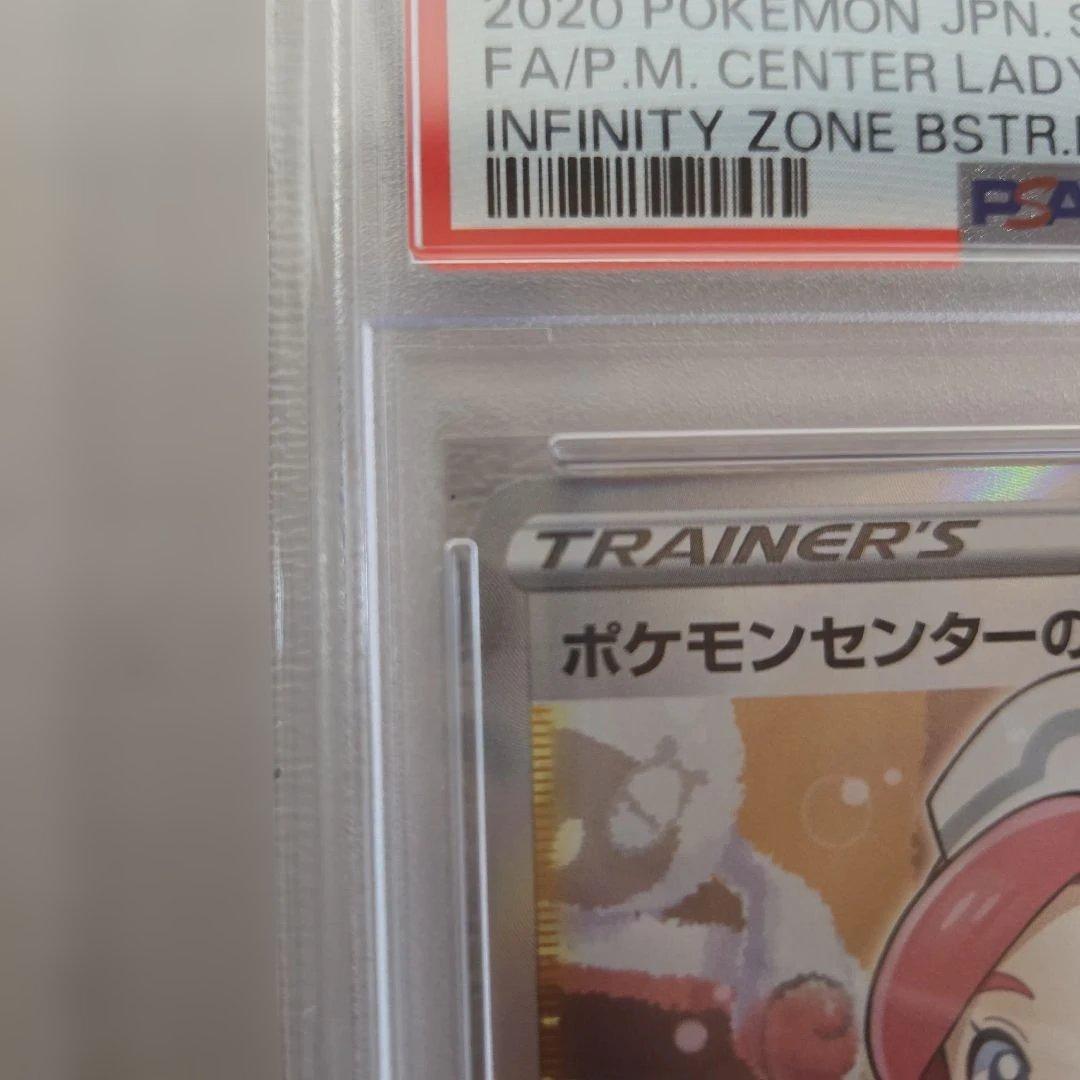 2020 POKEMON JPN. S
FA/P.M. CENTER LADY
INFINITY ZONE BSTR.
PSA
TRAINER'S
ポケモンセンターの